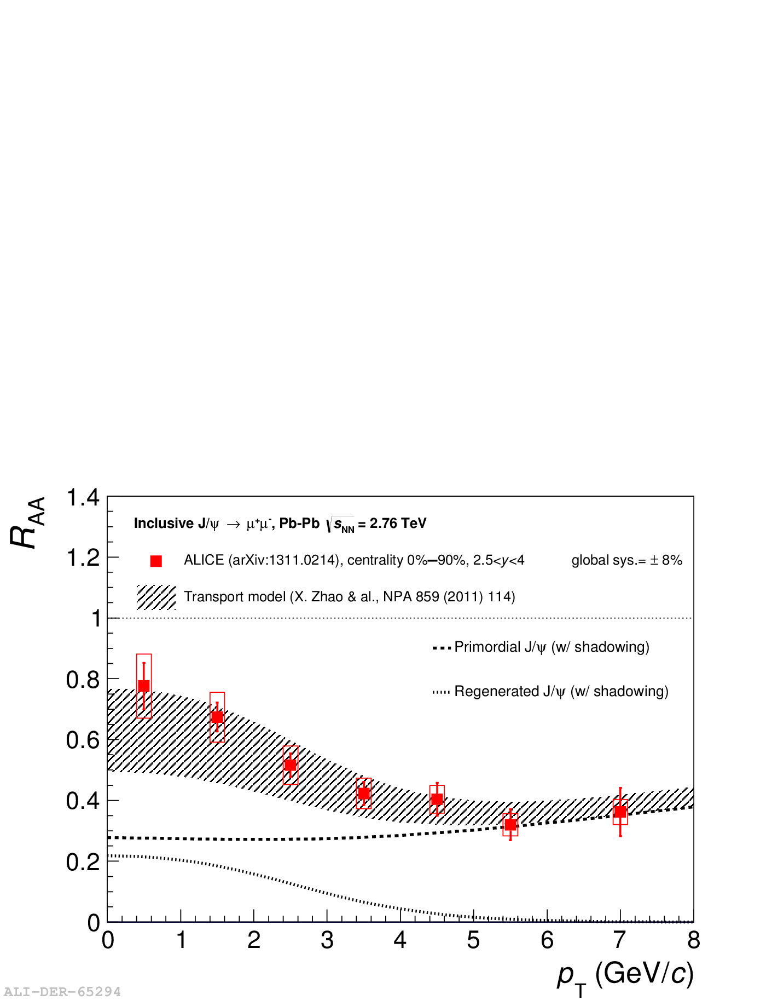 R_AA
1.4
Inclusive J/ψ → μ⁺μ⁻, Pb-Pb √s_NN = 2.76 TeV
1.2
ALICE (arXiv:1311.0214), centrality 0%–90%, 2.5<y<4 global sys.= ± 8%
Transport model (X. Zhao & al., NPA 859 (2011) 114)
1
Primordial J/ψ (w/ shadowing)
0.8
Regenerated J/ψ (w/ shadowing)
0.6
0.4
0.2
0
0 1 2 3 4 5 6 7 8
p_T (GeV/c)
ALI-DER-65294